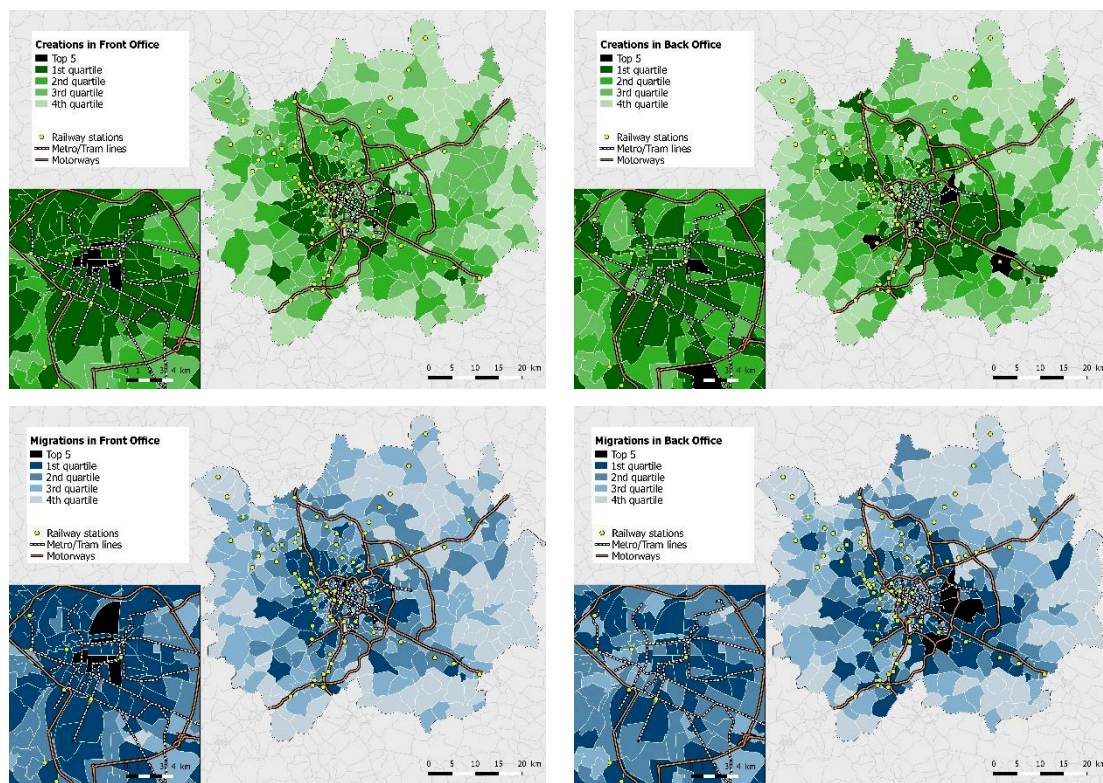 Creations in Front Office
Top 5
1st quartile
2nd quartile
3rd quartile
4th quartile
Railway stations
Metro/Tram lines
Motorways
0 5 10 15 20 km
Creations in Back Office
Top 5
1st quartile
2nd quartile
3rd quartile
4th quartile
Railway stations
Metro/Tram lines
Motorways
0 5 10 15 20 km
Migrations in Front Office
Top 5
1st quartile
2nd quartile
3rd quartile
4th quartile
Railway stations
Metro/Tram lines
Motorways
0 5 10 15 20 km
Migrations in Back Office
Top 5
1st quartile
2nd quartile
3rd quartile
4th quartile
Railway stations
Metro/Tram lines
Motorways
0 5 10 15 20 km